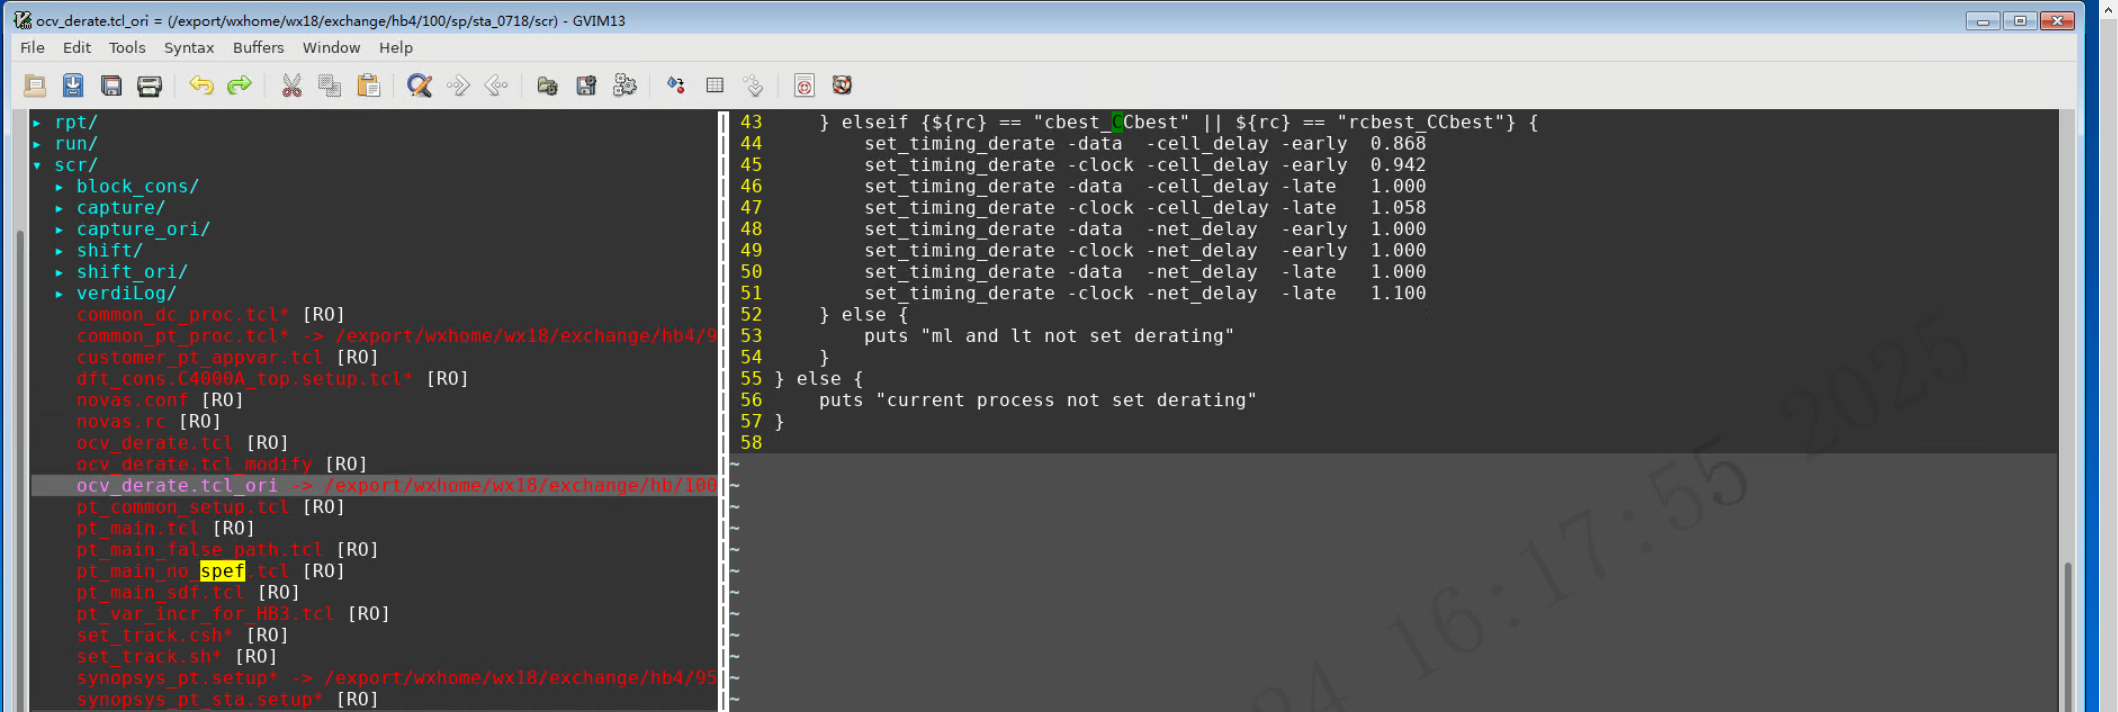 ocv_derate.tcl_ori = (/export/wxhome/wx18/exchange/hb4/100/sp/sta_0718/scr) - GVIM13
File Edit Tools Syntax Buffers Window Help
▸ rpt/
▸ run/
▾ scr/
▸ block_cons/
▸ capture/
▸ capture_ori/
▸ shift/
▸ shift_ori/
▸ verdiLog/
common_dc_proc.tcl* [RO]
common_pt_proc.tcl* -> /export/wxhome/wx18/exchange/hb4/9
customer_pt_appvar.tcl [RO]
dft_cons.C4000A_top.setup.tcl* [RO]
novas.conf [RO]
novas.rc [RO]
ocv_derate.tcl [RO]
ocv_derate.tcl_modify [RO]
ocv_derate.tcl_ori -> /export/wxhome/wx18/exchange/hb/100
pt_common_setup.tcl [RO]
pt_main.tcl [RO]
pt_main_false_path.tcl [RO]
pt_main_no_spef.tcl [RO]
pt_main_sdf.tcl [RO]
pt_var_incr_for_HB3.tcl [RO]
set_track.csh* [RO]
set_track.sh* [RO]
synopsys_pt.setup* -> /export/wxhome/wx18/exchange/hb4/95
synopsys_pt_sta.setup* [RO]
43     } elseif {${rc} == "cbest_CCbest" || ${rc} == "rcbest_CCbest"} {
44         set_timing_derate -data  -cell_delay -early  0.868
45         set_timing_derate -clock -cell_delay -early  0.942
46         set_timing_derate -data  -cell_delay -late   1.000
47         set_timing_derate -clock -cell_delay -late   1.058
48         set_timing_derate -data  -net_delay  -early  1.000
49         set_timing_derate -clock -net_delay  -early  1.000
50         set_timing_derate -data  -net_delay  -late   1.000
51         set_timing_derate -clock -net_delay  -late   1.100
52     } else {
53         puts "ml and lt not set derating"
54     }
55 } else {
56     puts "current process not set derating"
57 }
58
~
~
~
~
~
~
~
~
~
~
~
~
24 16:17:55 2025